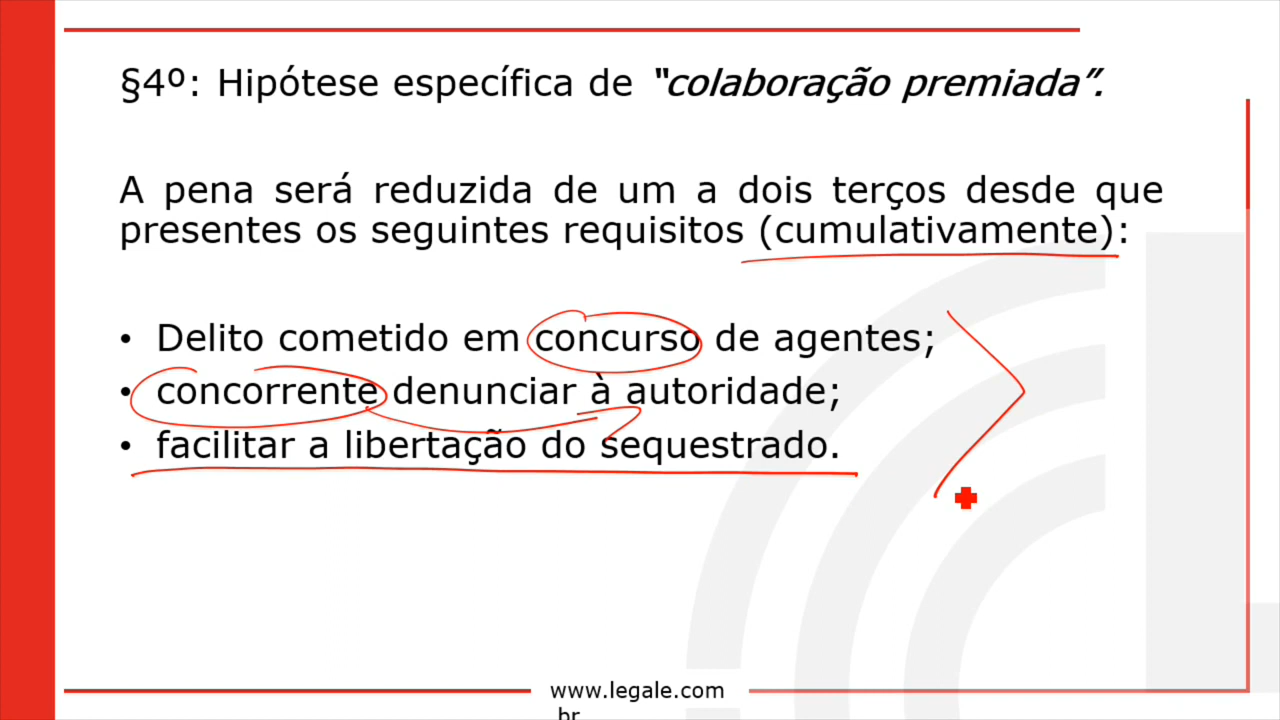 §4º: Hipótese específica de "colaboração premiada".
A pena será reduzida de um a dois terços desde que
presentes os seguintes requisitos (cumulativamente):
• Delito cometido em concurso de agentes;
• concorrente denunciar à autoridade;
• facilitar a libertação do sequestrado.
www.legale.com
br